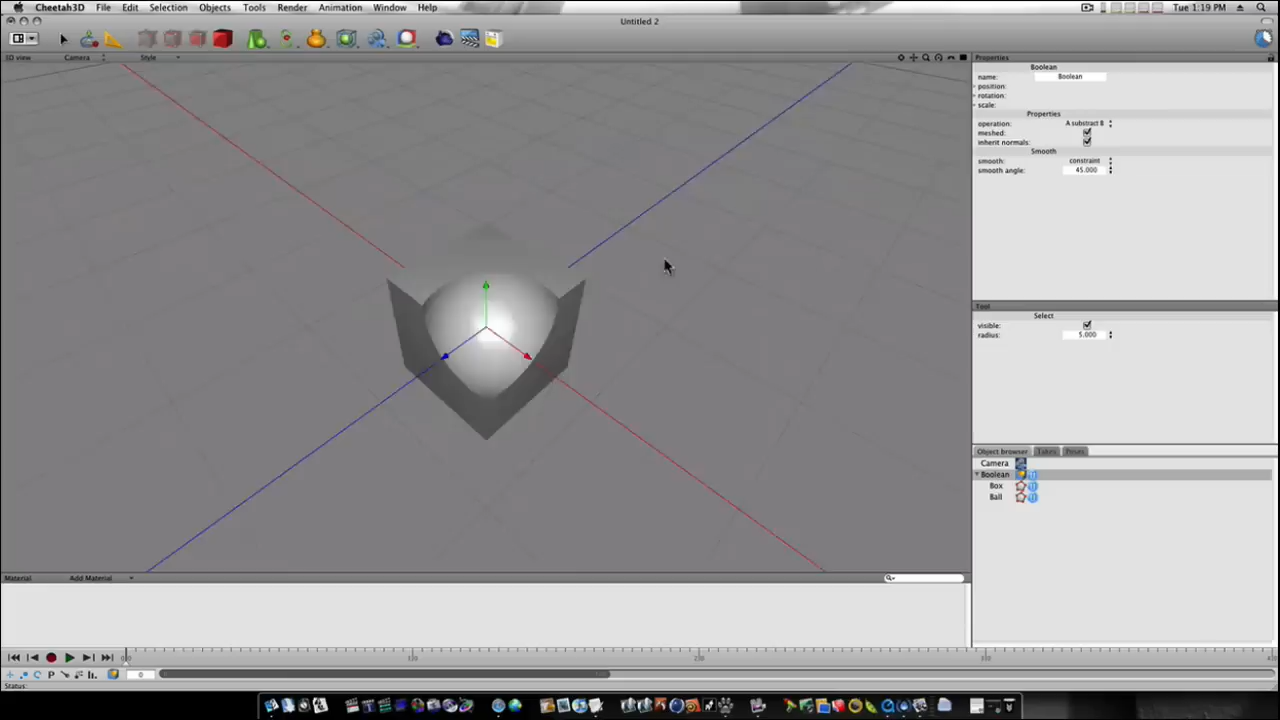 Cheetah3D File Edit Selection Objects Tools Render Animation Window Help Tue 1:19 PM
Untitled 2
3D view Camera Style
Properties
Boolean
name: Boolean
position:
rotation:
scale:
Properties
operation: A substract B
meshed:
inherit normals:
Smooth
smooth: constraint
smooth angle: 45.000
Tool
Select
visible:
radius: 5.000
Object browser Takes Poses
Camera
Boolean
Box
Ball
Material Add Material
P 0
Status: